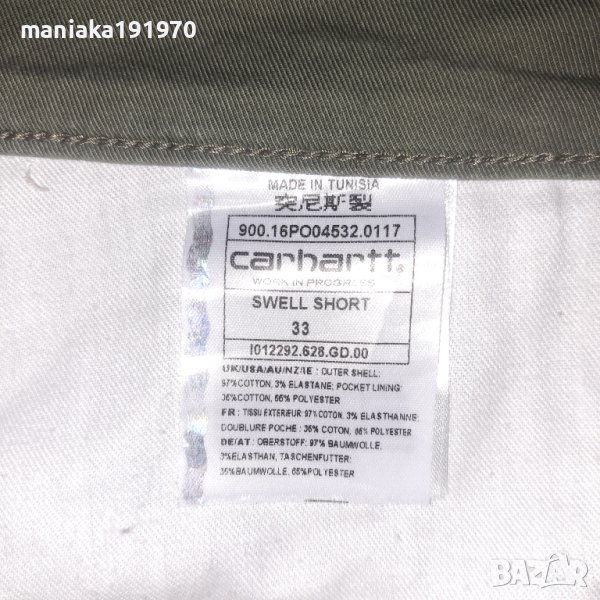 maniaka191970
MADE IN TUNISIA
突尼斯製
900.16PO04532.0117
carhartt®
WORK IN PROGRESS
SWELL SHORT
33
I012292.628.GD.00
UK/USA/AU/NZ/IE : OUTER SHELL:
97%COTTON, 3% ELASTANE; POCKET LINING:
35%COTTON, 65% POLYESTER
FR : TISSU EXTERIEUR: 97%COTON, 3% ELASTHANNE;
DOUBLURE POCHE : 35% COTON, 65% POLYESTER
DE/AT : OBERSTOFF: 97% BAUMWOLLE,
3%ELASTHAN, TASCHENFUTTER:
35%BAUMWOLLE, 65%POLYESTER
BAZAR